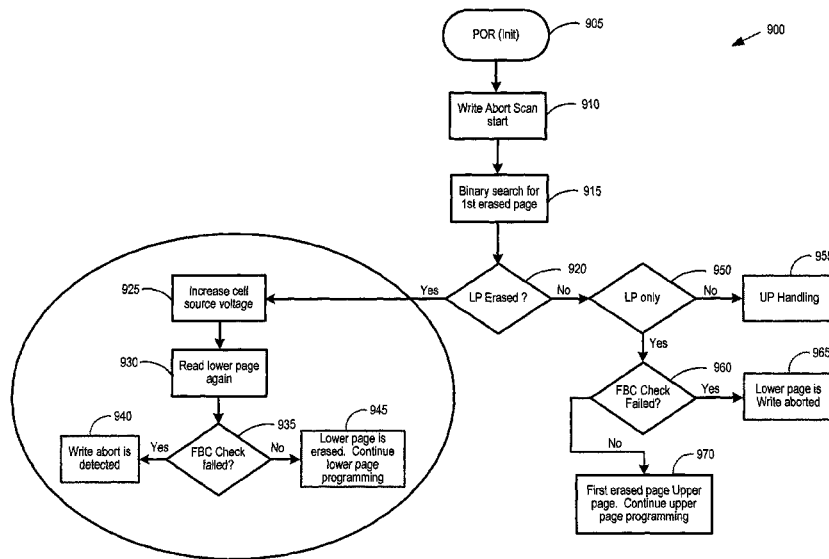 POR (Init)
905
900
Write Abort Scan
start
910
Binary search for
1st erased page
915
LP Erased ?
920
Yes
No
LP only
950
No
UP Handling
955
Yes
925
Increase cell
source voltage
930
Read lower page
again
FBC Check
failed?
935
Yes
No
940
Write abort is
detected
945
Lower page is
erased. Continue
lower page
programming
FBC Check
Failed?
960
Yes
No
965
Lower page is
Write aborted
970
First erased page Upper
page. Continue upper
page programming